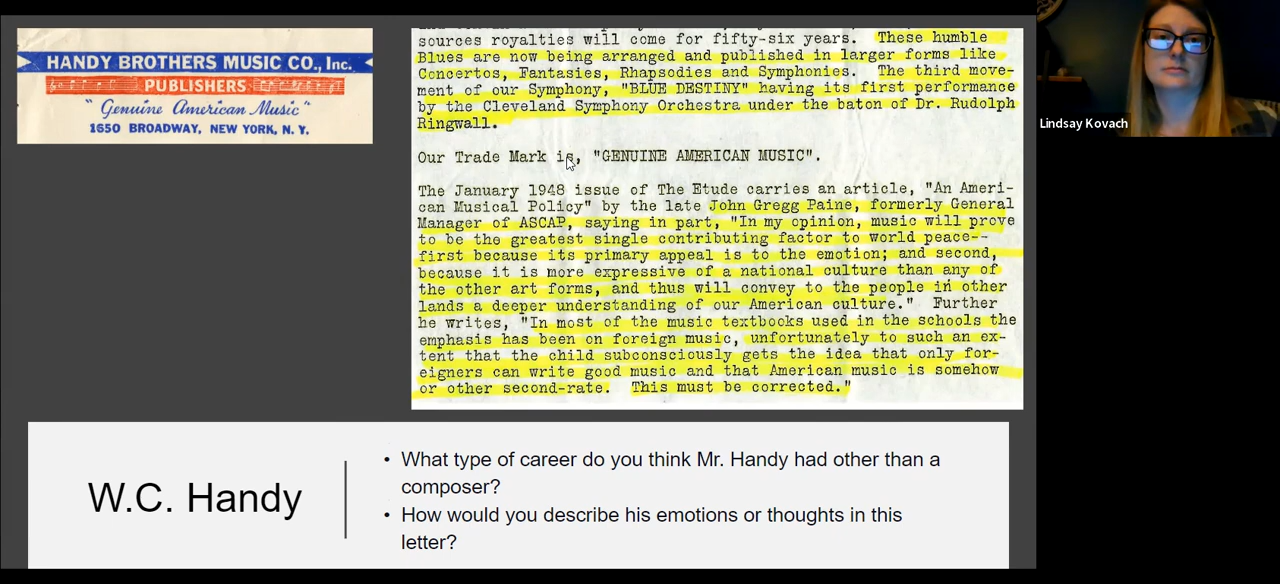 HANDY BROTHERS MUSIC CO., Inc.
PUBLISHERS
"Genuine American Music"
1650 BROADWAY, NEW YORK, N. Y.
sources royalties will come for fifty-six years. These humble
Blues are now being arranged and published in larger forms like
Concertos, Fantasies, Rhapsodies and Symphonies. The third move-
ment of our Symphony, "BLUE DESTINY" having its first performance
by the Cleveland Symphony Orchestra under the baton of Dr. Rudolph
Ringwall.
Our Trade Mark is, "GENUINE AMERICAN MUSIC".
The January 1948 issue of The Etude carries an article, "An Ameri-
can Musical Policy" by the late John Gregg Paine, formerly General
Manager of ASCAP, saying in part, "In my opinion, music will prove
to be the greatest single contributing factor to world peace--
first because its primary appeal is to the emotion; and second,
because it is more expressive of a national culture than any of
the other art forms, and thus will convey to the people in other
lands a deeper understanding of our American culture." Further
he writes, "In most of the music textbooks used in the schools the
emphasis has been on foreign music, unfortunately to such an ex-
tent that the child subconsciously gets the idea that only for-
eigners can write good music and that American music is somehow
or other second-rate. This must be corrected."
Lindsay Kovach
W.C. Handy
• What type of career do you think Mr. Handy had other than a
composer?
• How would you describe his emotions or thoughts in this
letter?